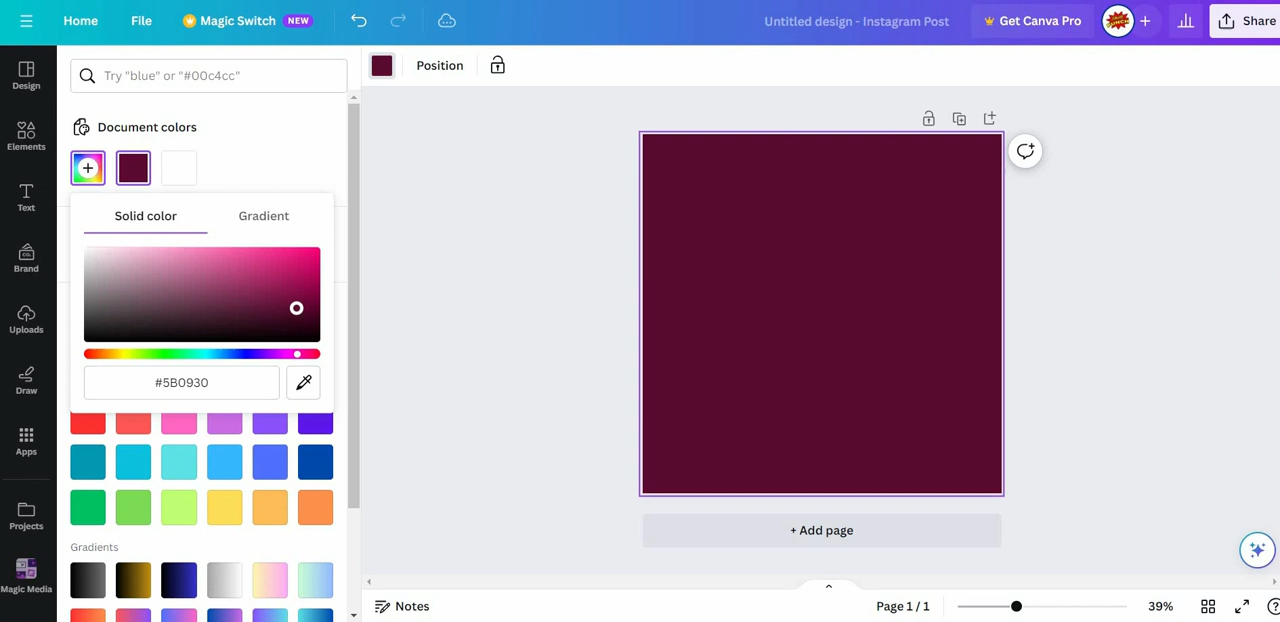 Home
File
Magic Switch NEW
Untitled design - Instagram Post
Get Canva Pro
Share
Design
Elements
Text
Brand
Uploads
Draw
Apps
Projects
Magic Media
Try "blue" or "#00c4cc"
Document colors
Solid color
Gradient
#5B0930
Gradients
Position
+ Add page
Notes
Page 1 / 1
39%